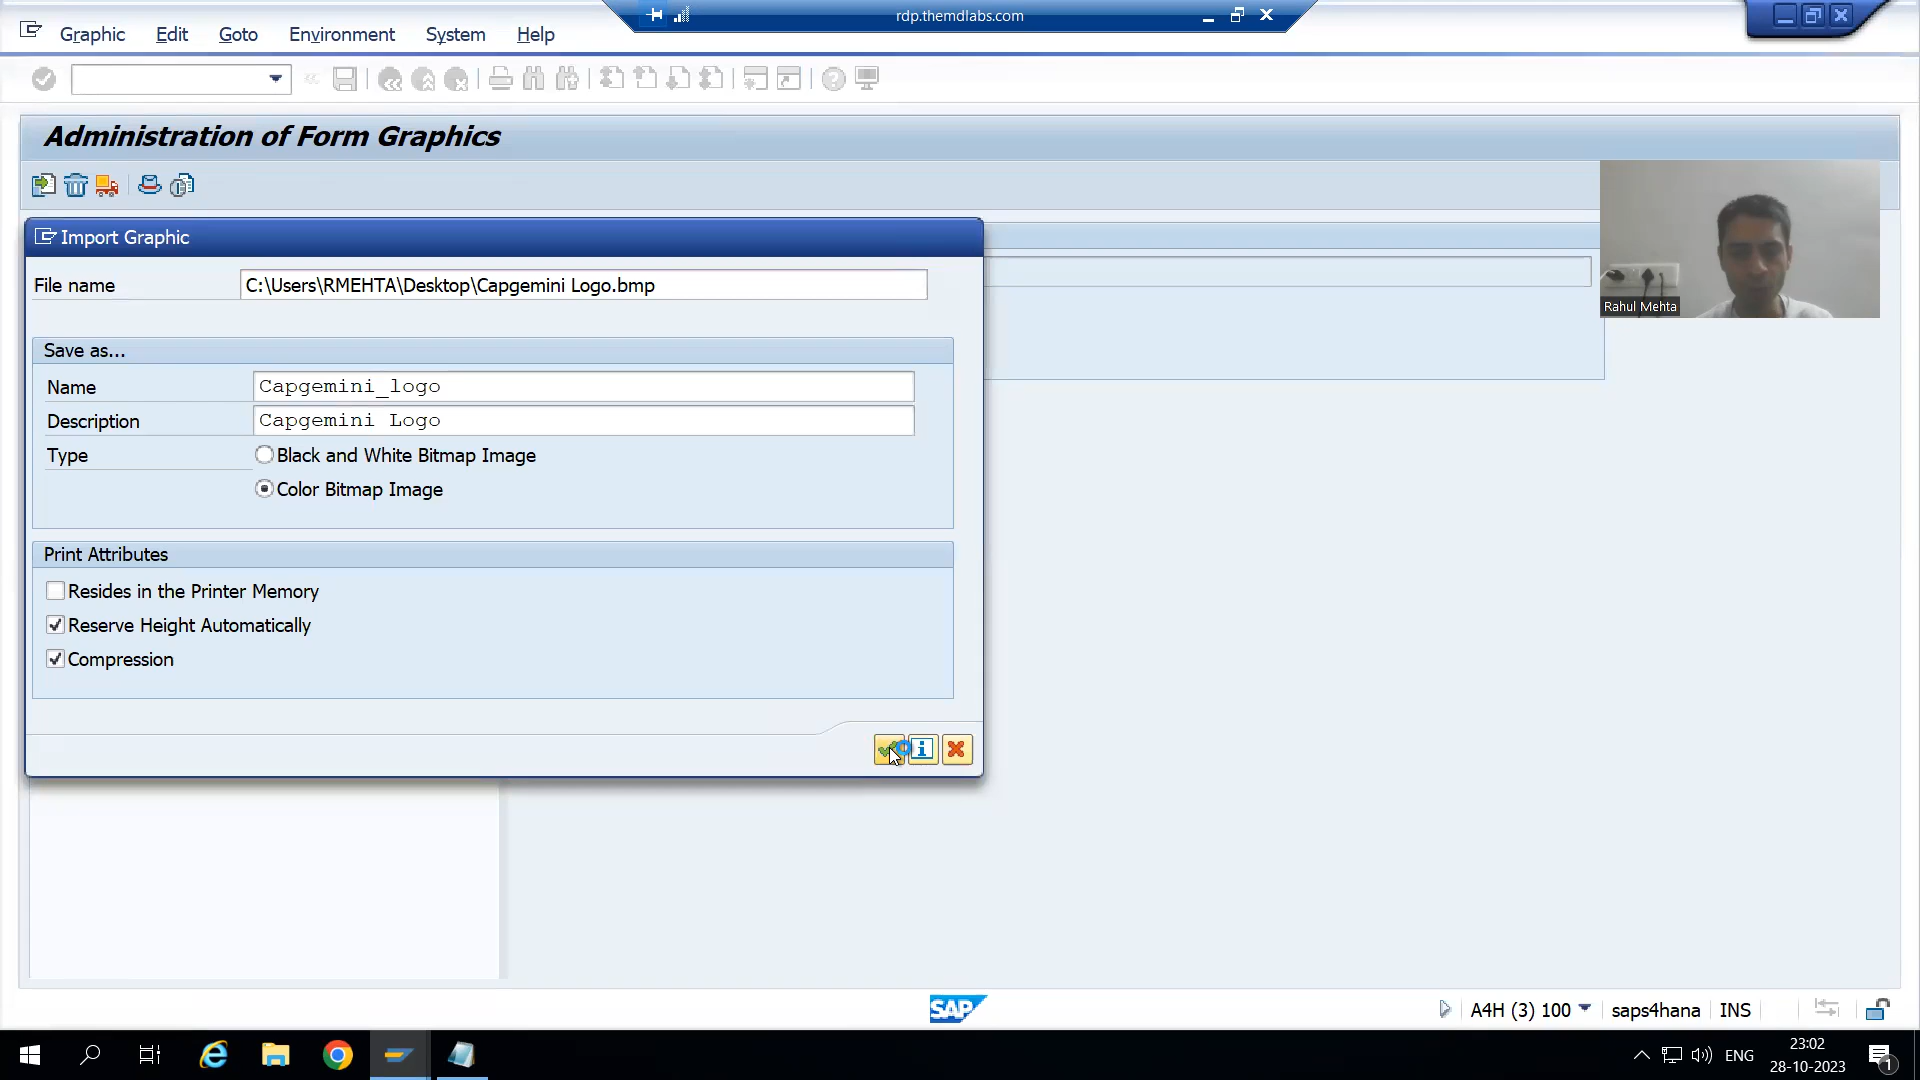 rdp.themdlabs.com
Graphic Edit Goto Environment System Help
Administration of Form Graphics
Rahul Mehta
Import Graphic
File name C:\Users\RMEHTA\Desktop\Capgemini Logo.bmp
Save as...
Name Capgemini_logo
Description Capgemini Logo
Type Black and White Bitmap Image
Color Bitmap Image
Print Attributes
Resides in the Printer Memory
Reserve Height Automatically
Compression
SAP
A4H (3) 100 saps4hana INS
ENG
23:02
28-10-2023
1